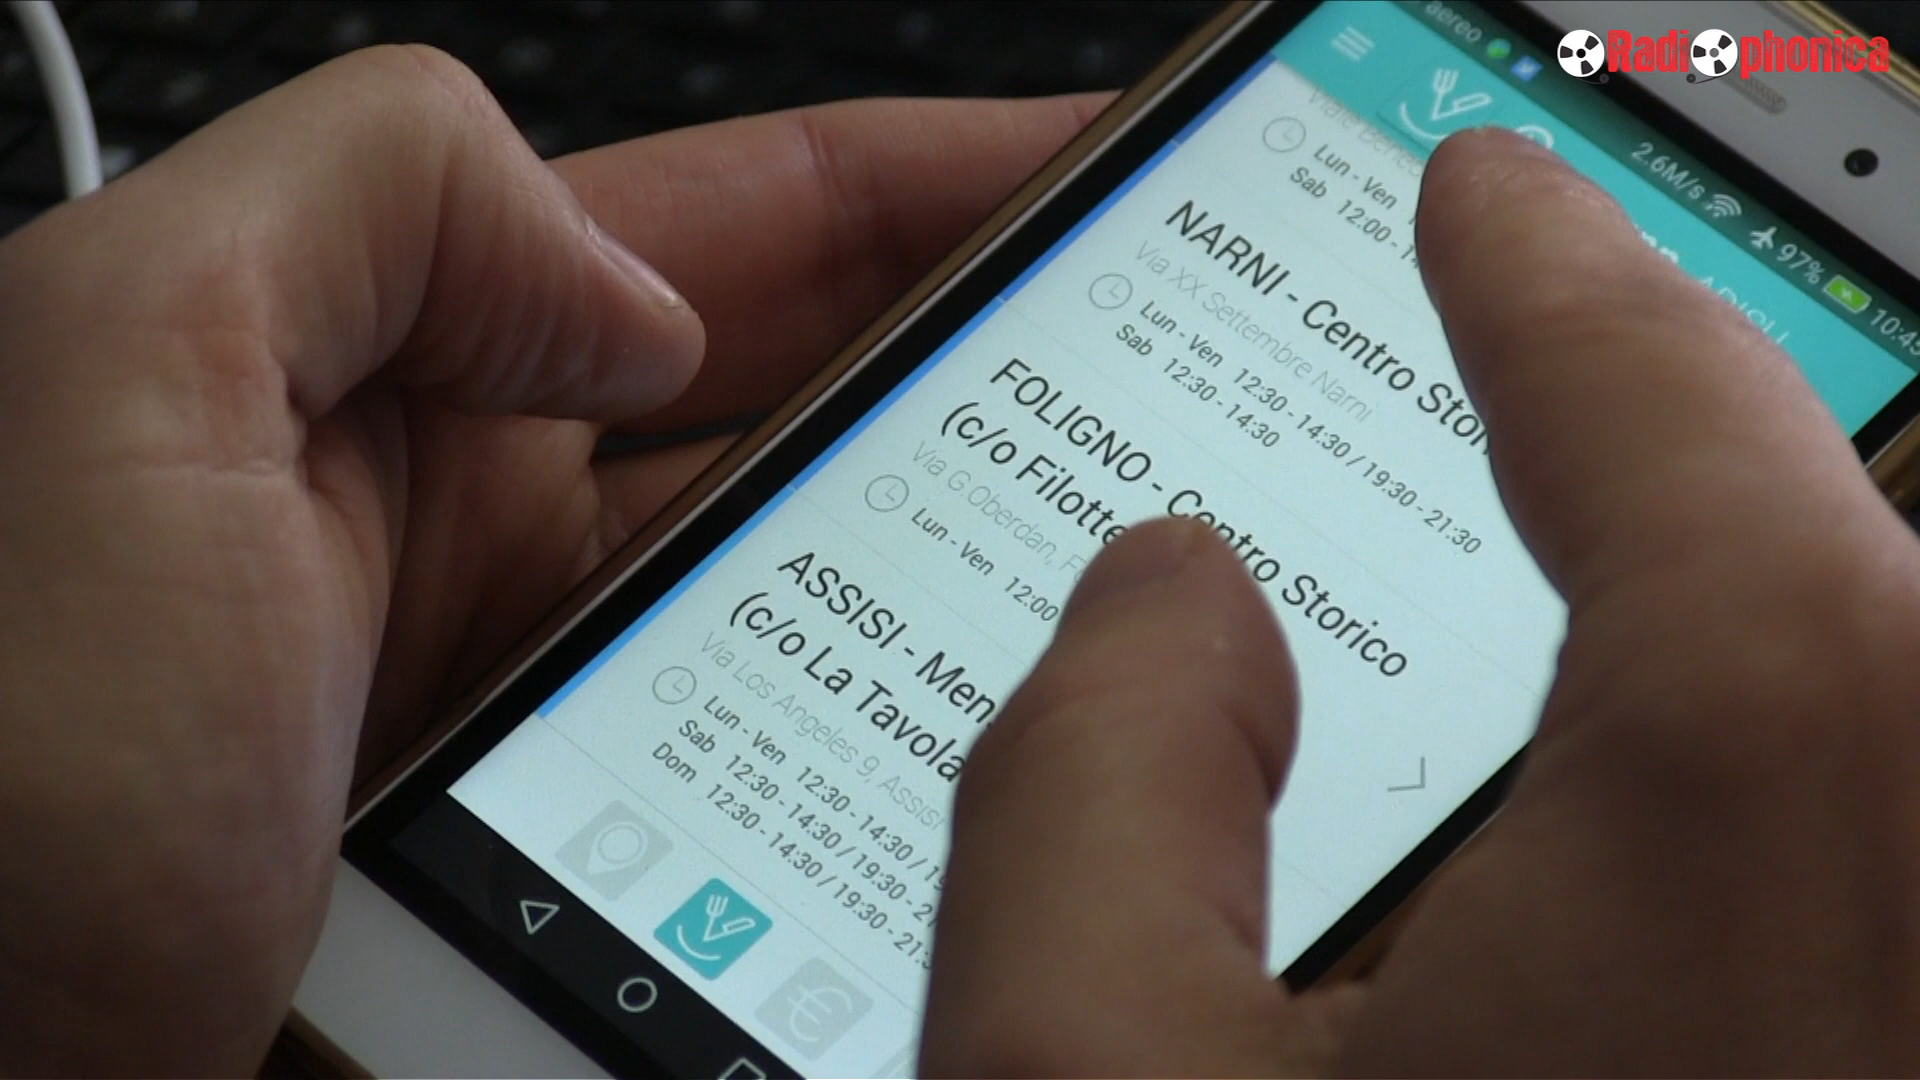 Radiophonica
aereo
2.6M/s 97% 10:45
ADISU
Lun - Ven
Sab 12:00 -
NARNI - Centro Stor
Via XX Settembre Narni
Lun - Ven 12:30 - 14:30 / 19:30 - 21:30
Sab 12:30 - 14:30
FOLIGNO - Centro Storico
(c/o Filotte
Via G.Oberdan,
Lun - Ven 12:00
ASSISI - Men
(c/o La Tavola
Via Los Angeles 9, Assisi
Lun - Ven 12:30 - 14:30 /
Sab 12:30 - 14:30 / 19:30 -
Dom 12:30 - 14:30 / 19:30 - 21: